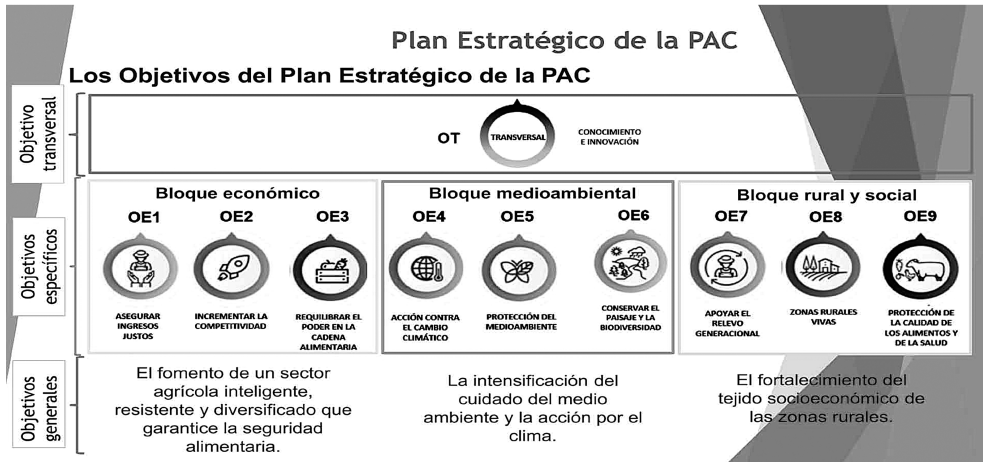 Plan Estratégico de la PAC
Los Objetivos del Plan Estratégico de la PAC
Objetivo
transversal
OT
TRANSVERSAL
CONOCIMIENTO
E INNOVACIÓN
Objetivos
específicos
Bloque económico
OE1
OE2
OE3
ASEGURAR
INGRESOS
JUSTOS
INCREMENTAR LA
COMPETITIVIDAD
REQUILIBRAR EL
PODER EN LA
CADENA
ALIMENTARIA
Bloque medioambiental
OE4
OE5
OE6
ACCIÓN CONTRA
EL CAMBIO
CLIMÁTICO
PROTECCIÓN DEL
MEDIOAMBIENTE
CONSERVAR EL
PAISAJE Y LA
BIODIVERSIDAD
Bloque rural y social
OE7
OE8
OE9
APOYAR EL
RELEVO
GENERACIONAL
ZONAS RURALES
VIVAS
PROTECCIÓN DE
LA CALIDAD DE
LOS ALIMENTOS Y
DE LA SALUD
Objetivos
generales
El fomento de un sector
agrícola inteligente,
resistente y diversificado que
garantice la seguridad
alimentaria.
La intensificación del
cuidado del medio
ambiente y la acción por el
clima.
El fortalecimiento del
tejido socioeconómico de
las zonas rurales.